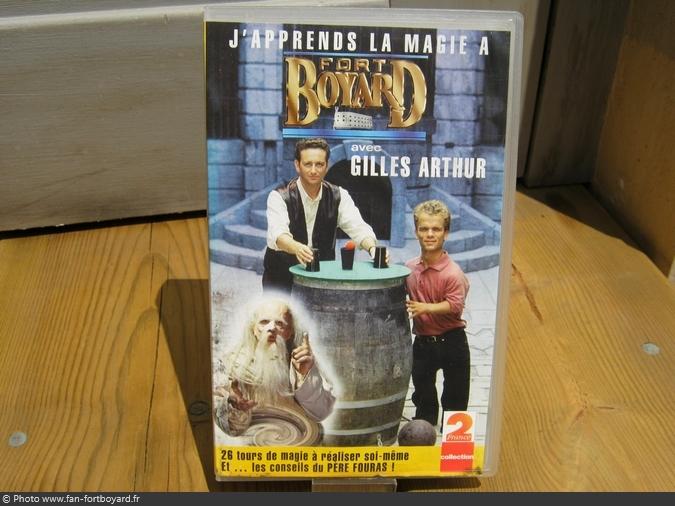 J'APPRENDS LA MAGIE A
FORT
BOYARD
avec
GILLES ARTHUR
2
France
collection
26 tours de magie à réaliser soi-même
Et ... les conseils du PERE FOURAS !
© Photo www.fan-fortboyard.fr